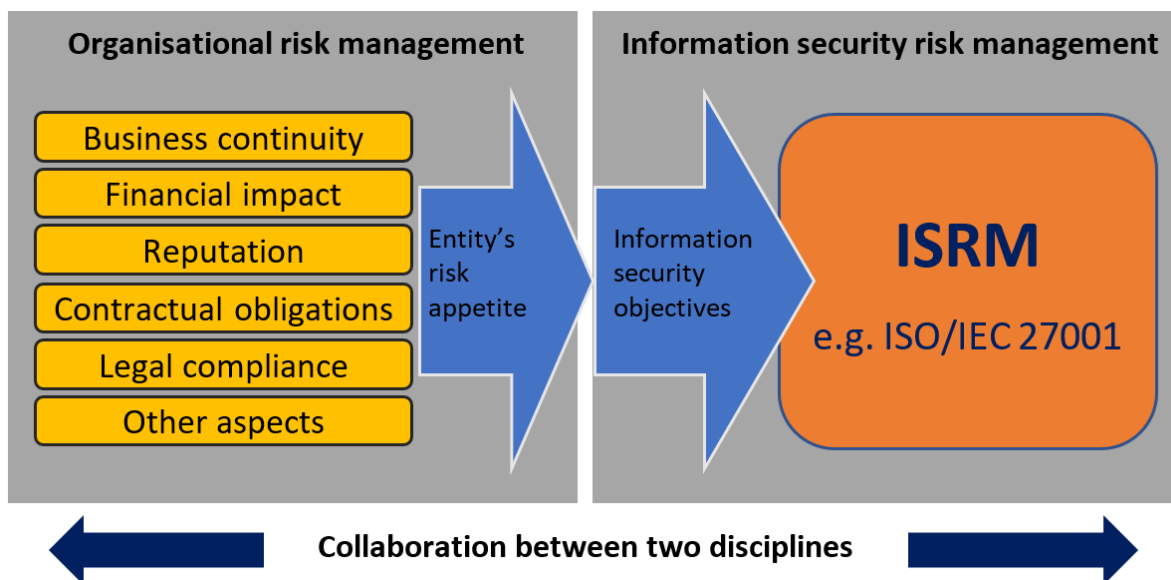 Organisational risk management
Business continuity
Financial impact
Reputation
Contractual obligations
Legal compliance
Other aspects
Entity’s
risk
appetite
Information security risk management
Information
security
objectives
ISRM
e.g. ISO/IEC 27001
Collaboration between two disciplines